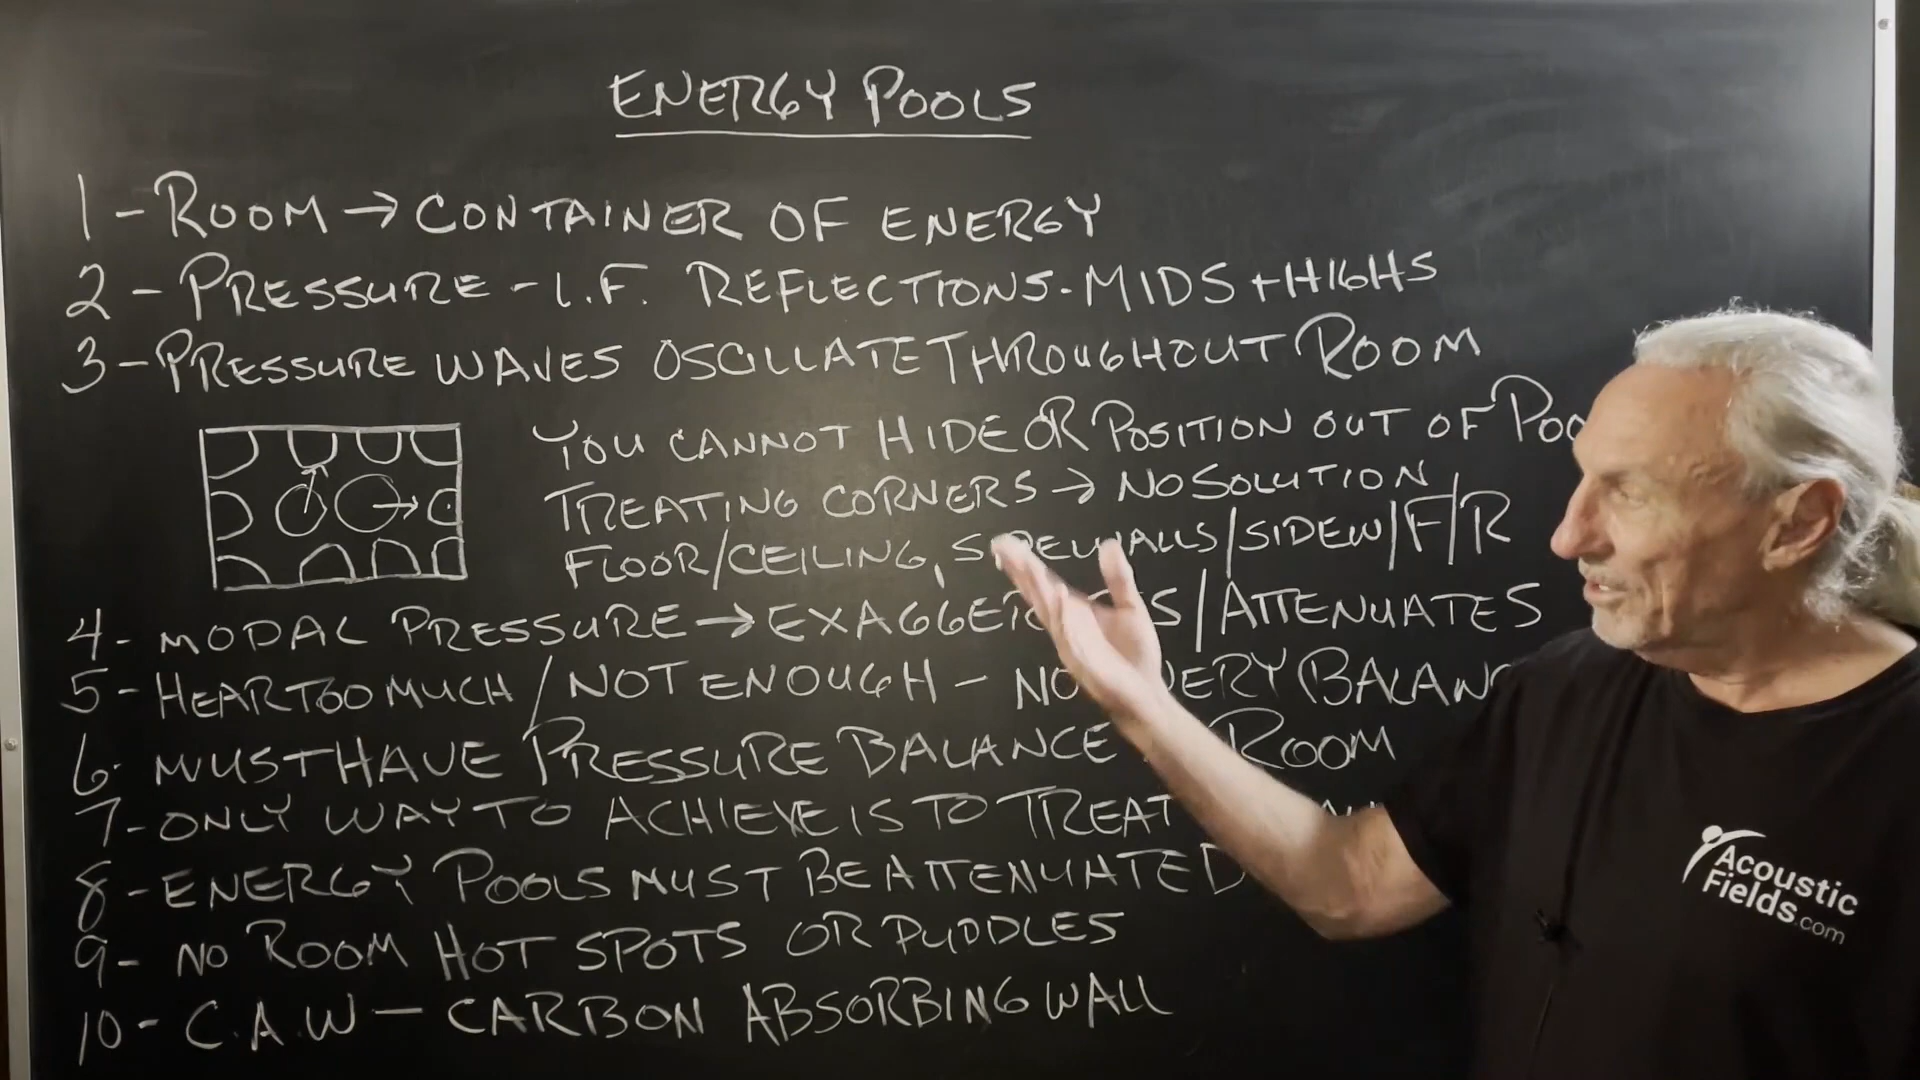 ENERGY POOLS
1 - ROOM → CONTAINER OF ENERGY
2 - PRESSURE - L.F. REFLECTIONS - MIDS + HIGHS
3 - PRESSURE WAVES OSCILLATE THROUGHOUT ROOM
YOU CANNOT HIDE OR POSITION OUT OF
TREATING CORNERS → NO SOLUTION
FLOOR/CEILING, SIDEWALLS/SIDEW/F/R
4 - MODAL PRESSURE → /ATTENUATES
5 - HEAR TOO MUCH / NOT ENOUGH -
6 - MUST HAVE PRESSURE BALANCE ROOM
7 - ONLY WAY TO ACHIEVE IS TO TREAT
8 - ENERGY POOLS MUST BE ATTENUATED
9 - NO ROOM HOT SPOTS OR PUDDLES
10 - C.A.W - CARBON ABSORBING WALL
Acoustic
Fields.com